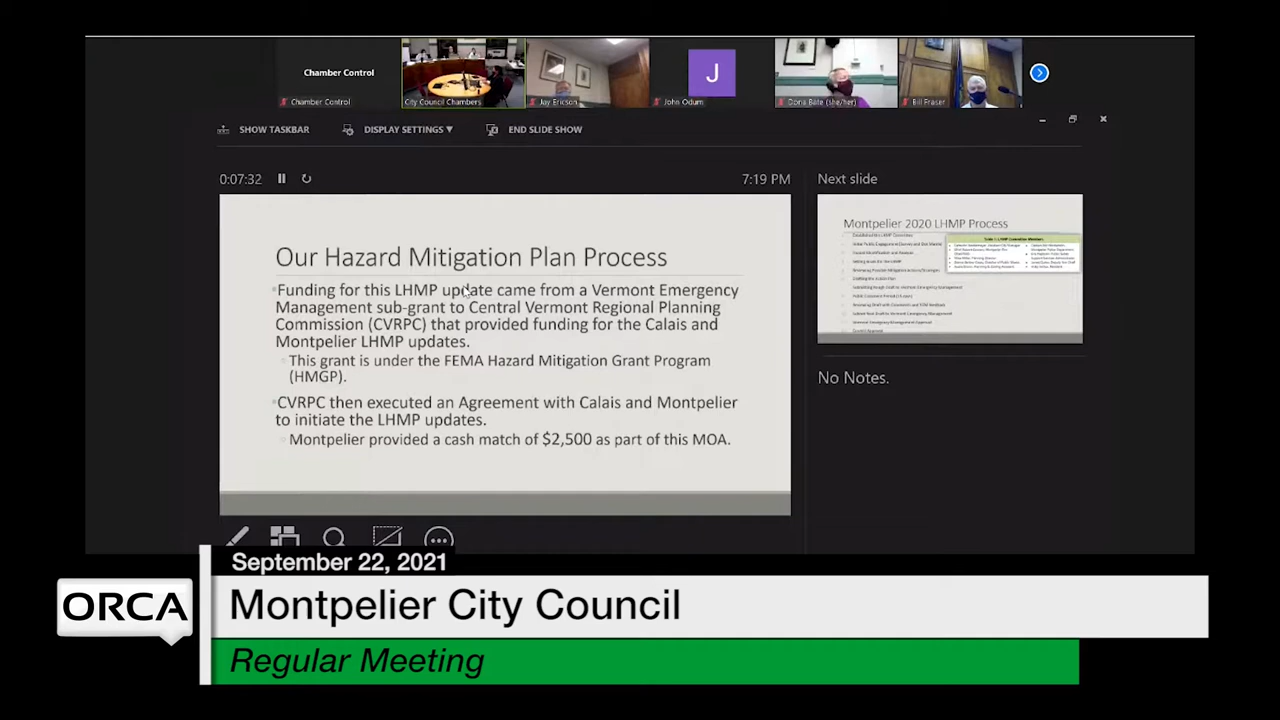 Chamber Control
J
Chamber Control
City Council Chambers
Jay Ericson
John Odum
Dona Bate (she/her)
Bill Fraser
SHOW TASKBAR
DISPLAY SETTINGS ▼
END SLIDE SHOW
0:07:32
7:19 PM
Next slide
Our Hazard Mitigation Plan Process
Funding for this LHMP update came from a Vermont Emergency
Management sub-grant to Central Vermont Regional Planning
Commission (CVRPC) that provided funding for the Calais and
Montpelier LHMP updates.
This grant is under the FEMA Hazard Mitigation Grant Program
(HMGP).
CVRPC then executed an Agreement with Calais and Montpelier
to initiate the LHMP updates.
Montpelier provided a cash match of $2,500 as part of this MOA.
Montpelier 2020 LHMP Process
No Notes.
September 22, 2021
ORCA
Montpelier City Council
Regular Meeting